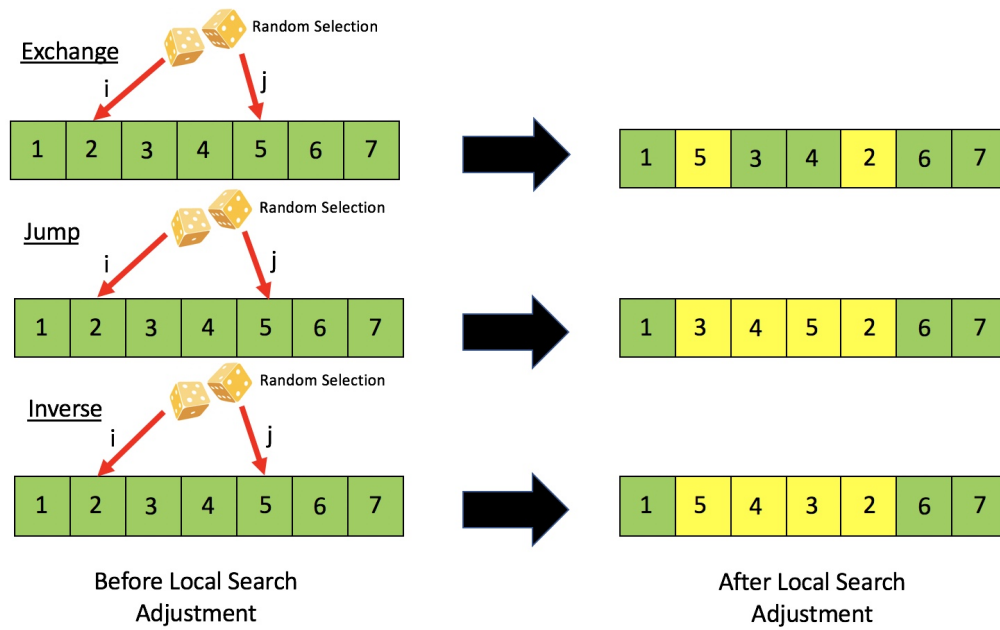 Random Selection
Exchange
i
j
1 2 3 4 5 6 7
1 5 3 4 2 6 7
Random Selection
Jump
i
j
1 2 3 4 5 6 7
1 3 4 5 2 6 7
Random Selection
Inverse
i
j
1 2 3 4 5 6 7
1 5 4 3 2 6 7
Before Local Search
Adjustment
After Local Search
Adjustment